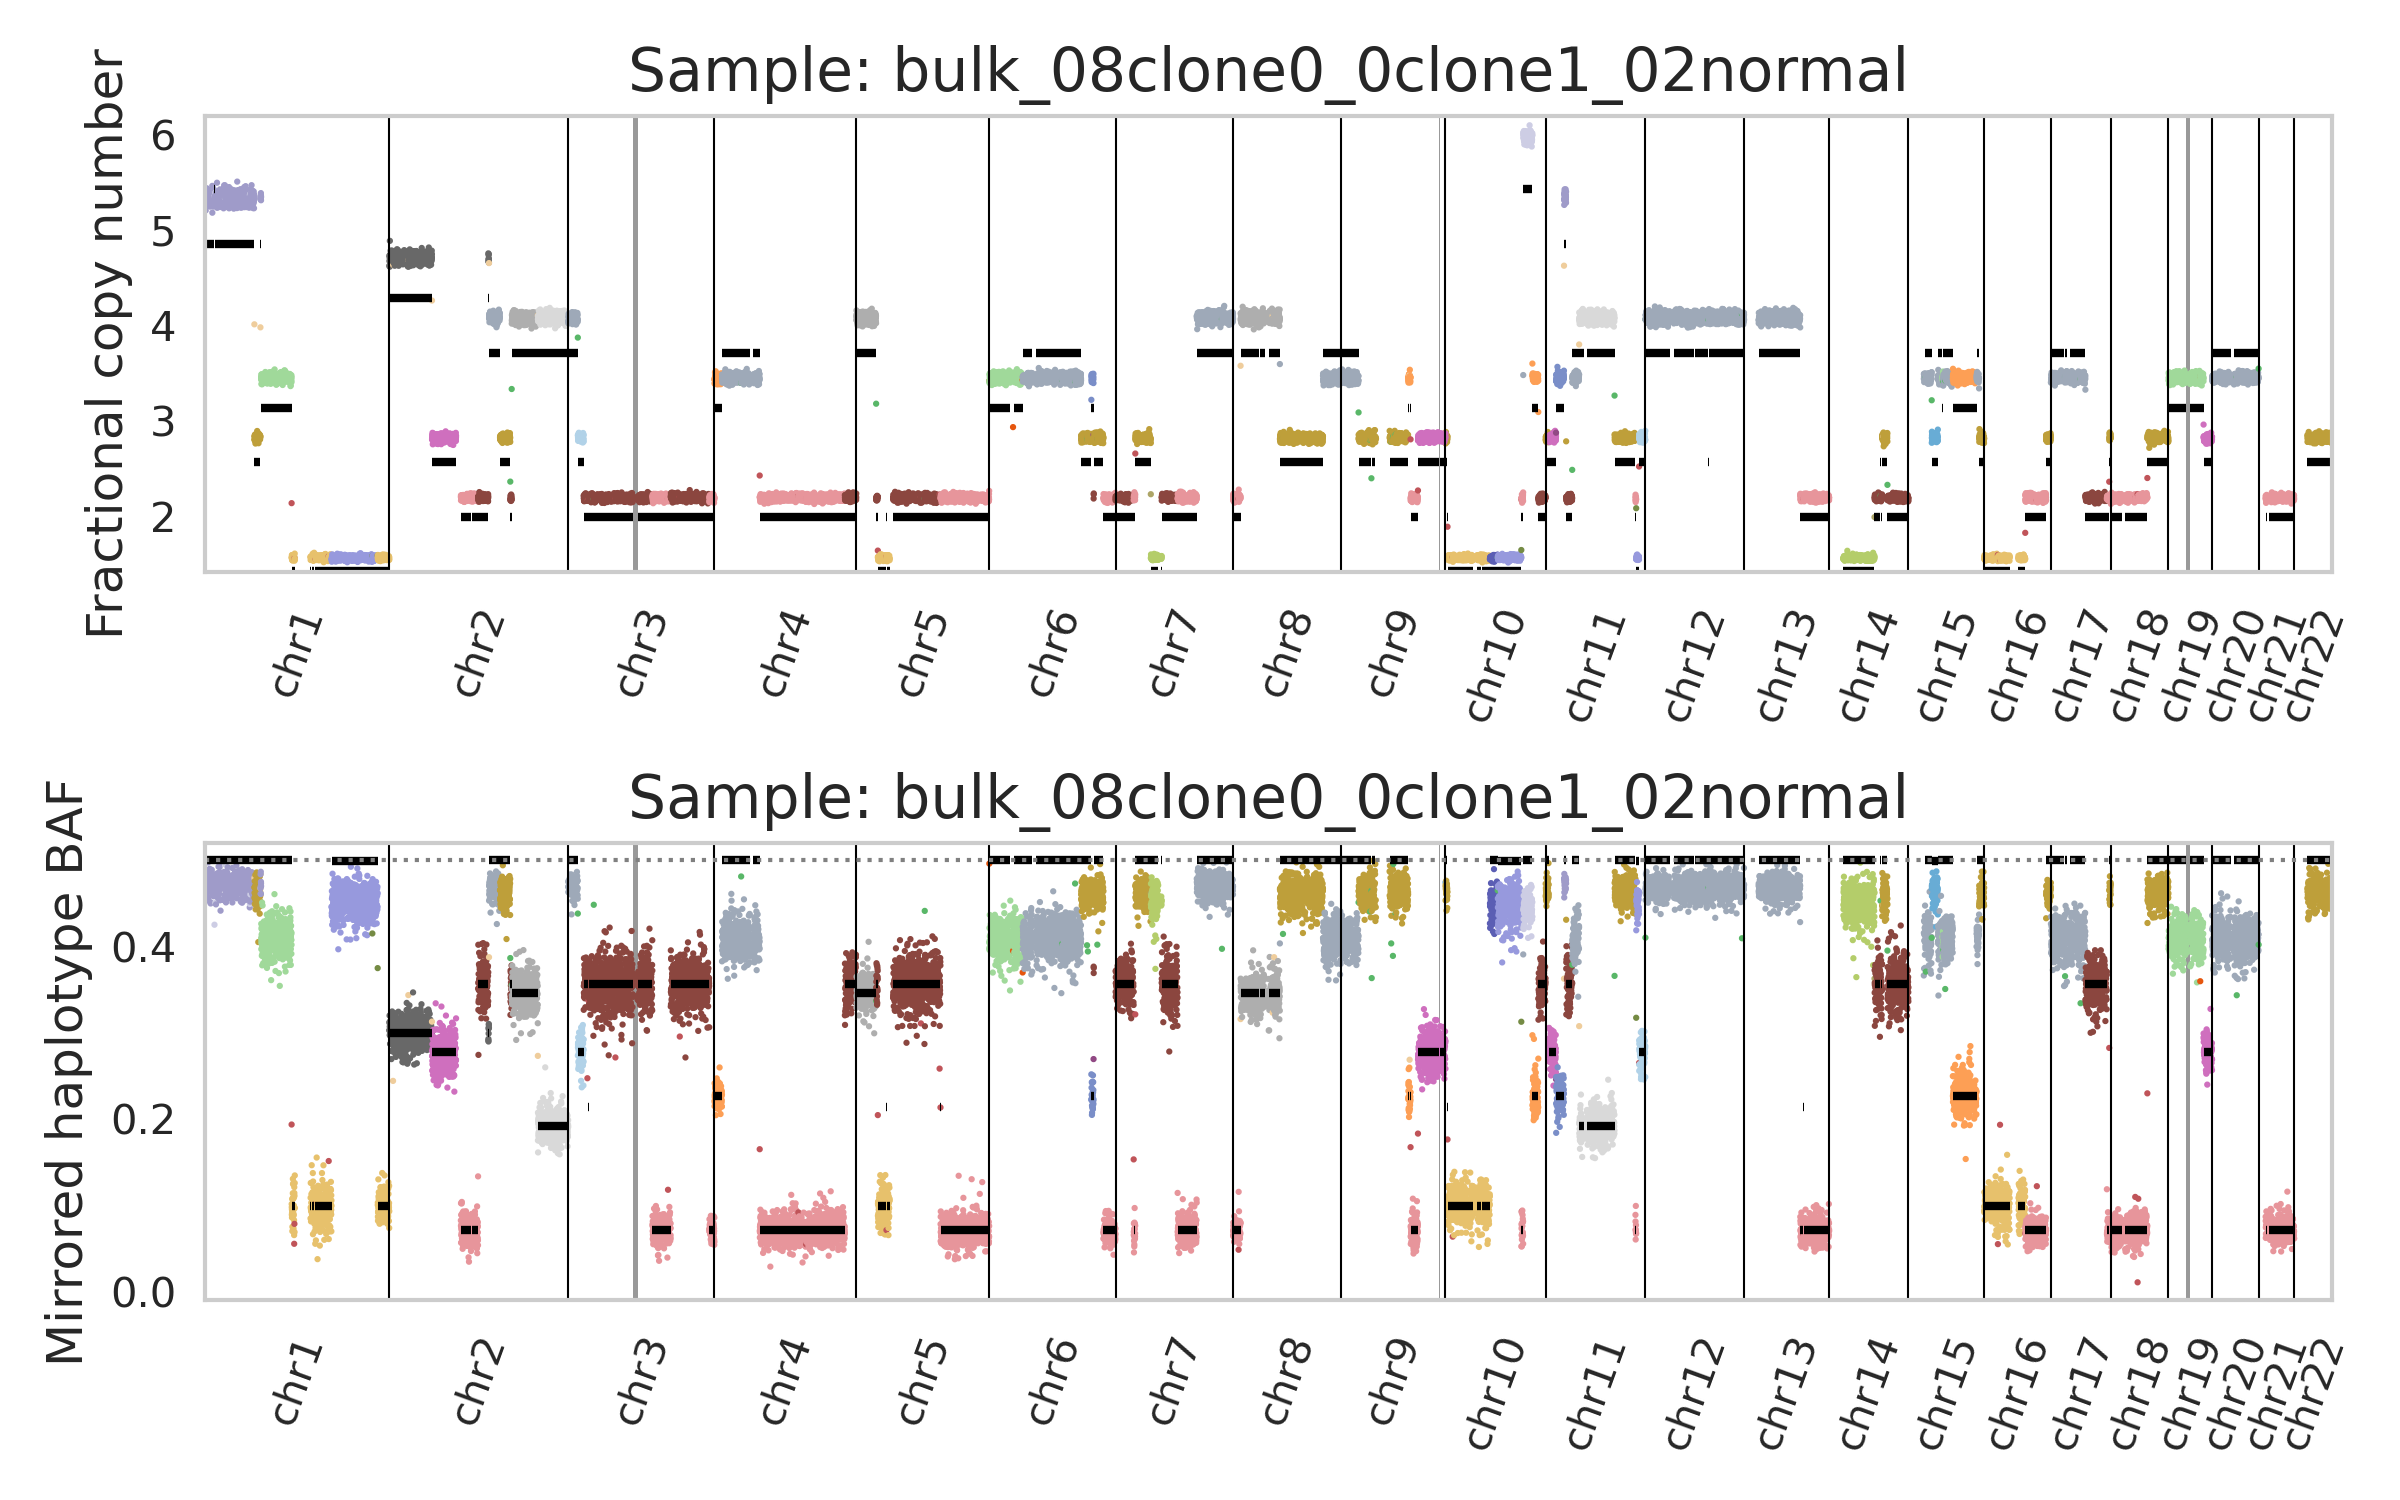 Sample: bulk_08clone0_0clone1_02normal
Fractional copy number
6
5
4
3
2
chr1
chr2
chr3
chr4
chr5
chr6
chr7
chr8
chr9
chr10
chr11
chr12
chr13
chr14
chr15
chr16
chr17
chr18
chr19
chr20
chr21
chr22
Sample: bulk_08clone0_0clone1_02normal
Mirrored haplotype BAF
0.4
0.2
0.0
chr1
chr2
chr3
chr4
chr5
chr6
chr7
chr8
chr9
chr10
chr11
chr12
chr13
chr14
chr15
chr16
chr17
chr18
chr19
chr20
chr21
chr22